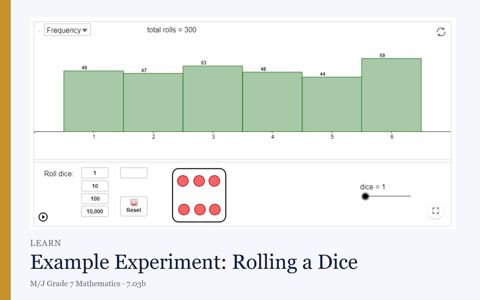 Frequency
total rolls = 300
49
47
53
48
44
59
1
2
3
4
5
6
Roll dice:
1
10
100
10,000
Reset
dice = 1
LEARN
Example Experiment: Rolling a Dice
M/J Grade 7 Mathematics · 7.03b